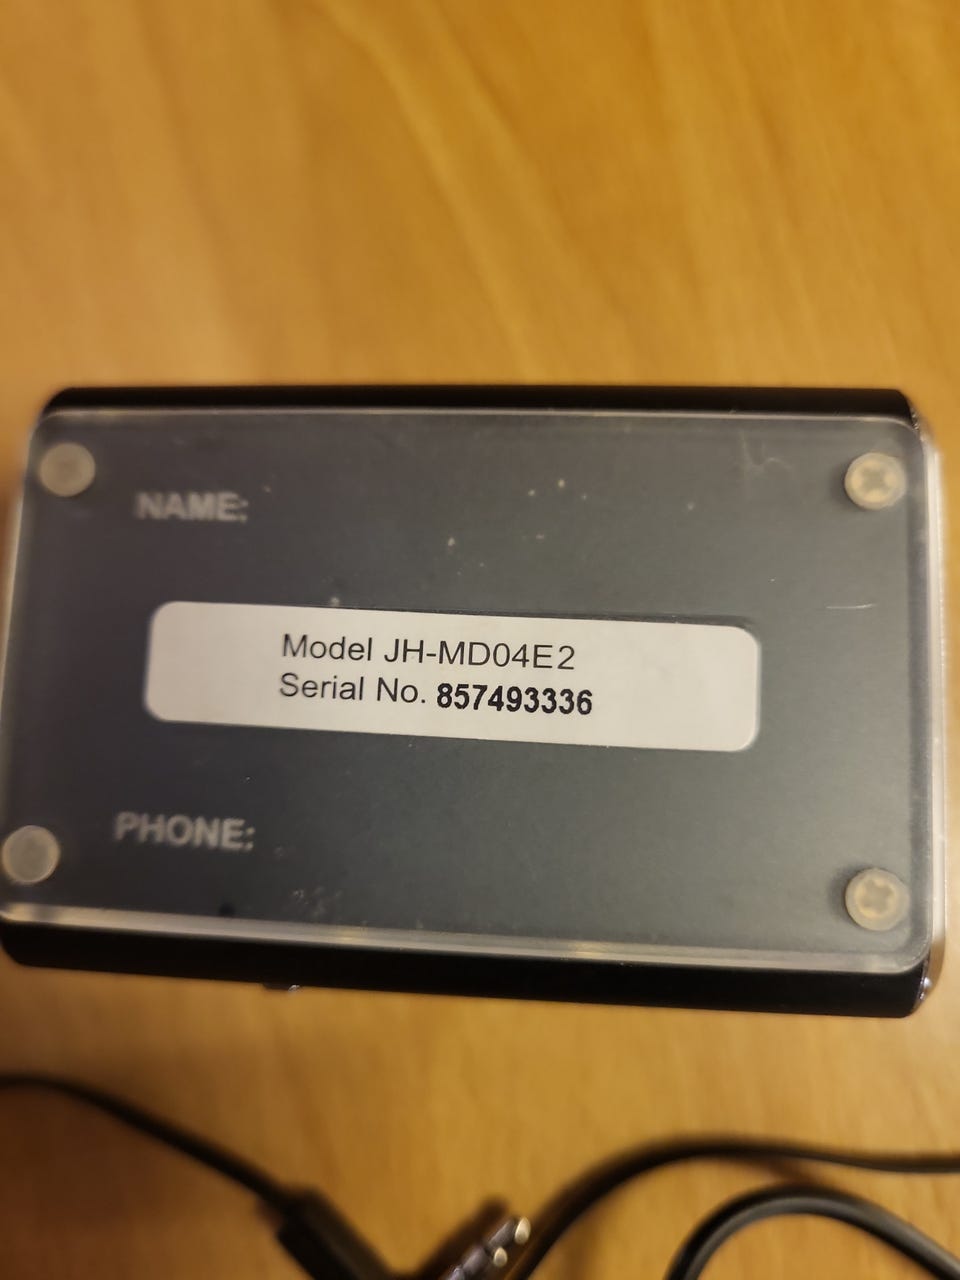 NAME:
Model JH-MD04E2
Serial No. 857493336
PHONE: